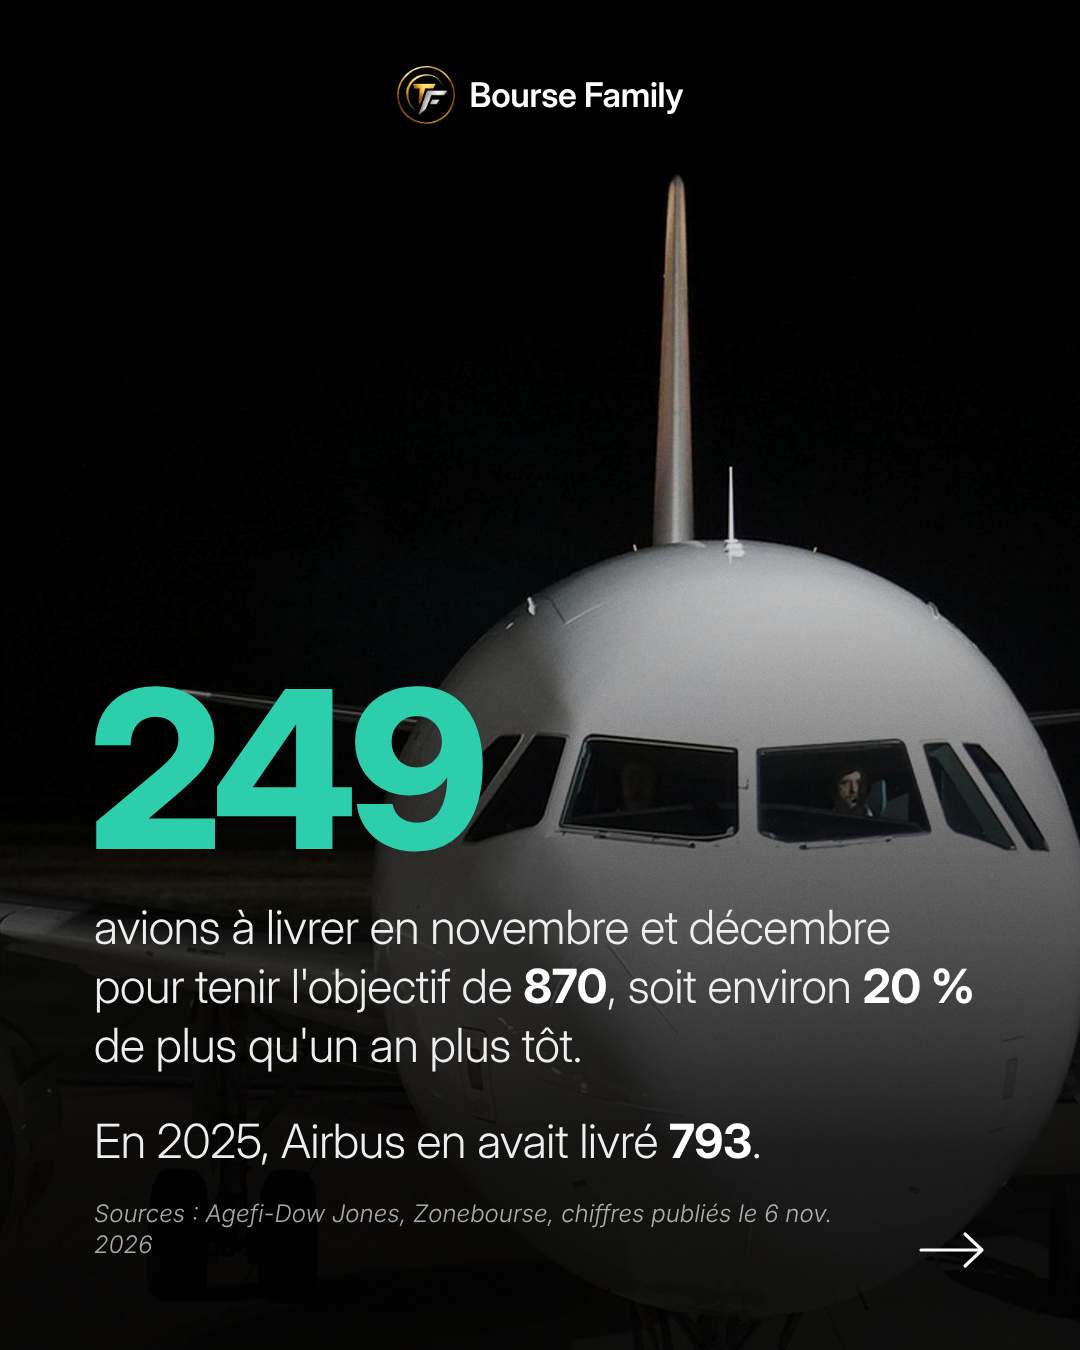 TF Bourse Family
249
avions à livrer en novembre et décembre
pour tenir l'objectif de 870, soit environ 20 %
de plus qu'un an plus tôt.
En 2025, Airbus en avait livré 793.
Sources : Agefi-Dow Jones, Zonebourse, chiffres publiés le 6 nov.
2026